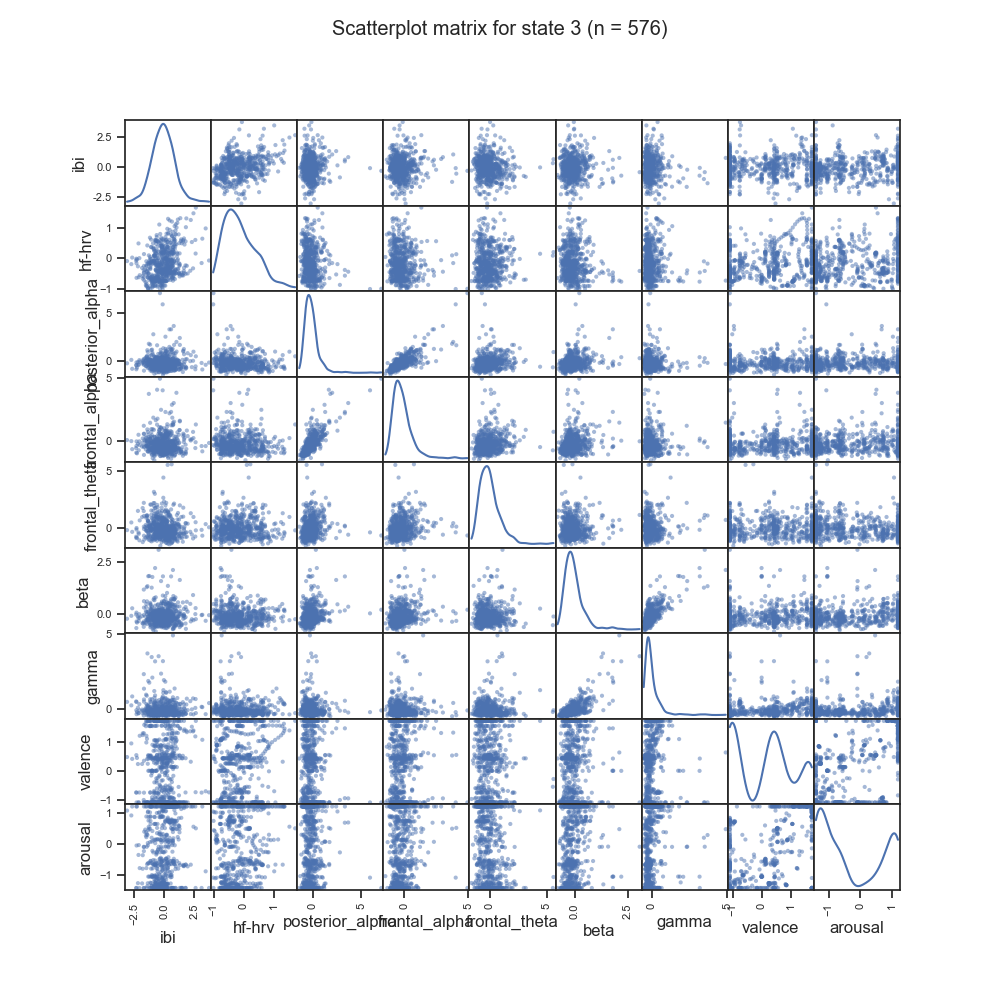 Scatterplot matrix for state 3 (n = 576)
ibi
2.5
0.0
−2.5
hf-hrv
1
0
−1
posterior_alpha
5
0
frontal_alpha
5
0
frontal_theta
5
0
beta
2.5
0.0
gamma
5
0
valence
1
0
−1
arousal
1
0
−1
−2.5 0.0 2.5 −1 0 1 0 5 0 5 0 5 0.0 2.5 0 5 −1 0 1 −1 0 1
ibi hf-hrv posterior_alpha frontal_alpha frontal_theta beta gamma valence arousal